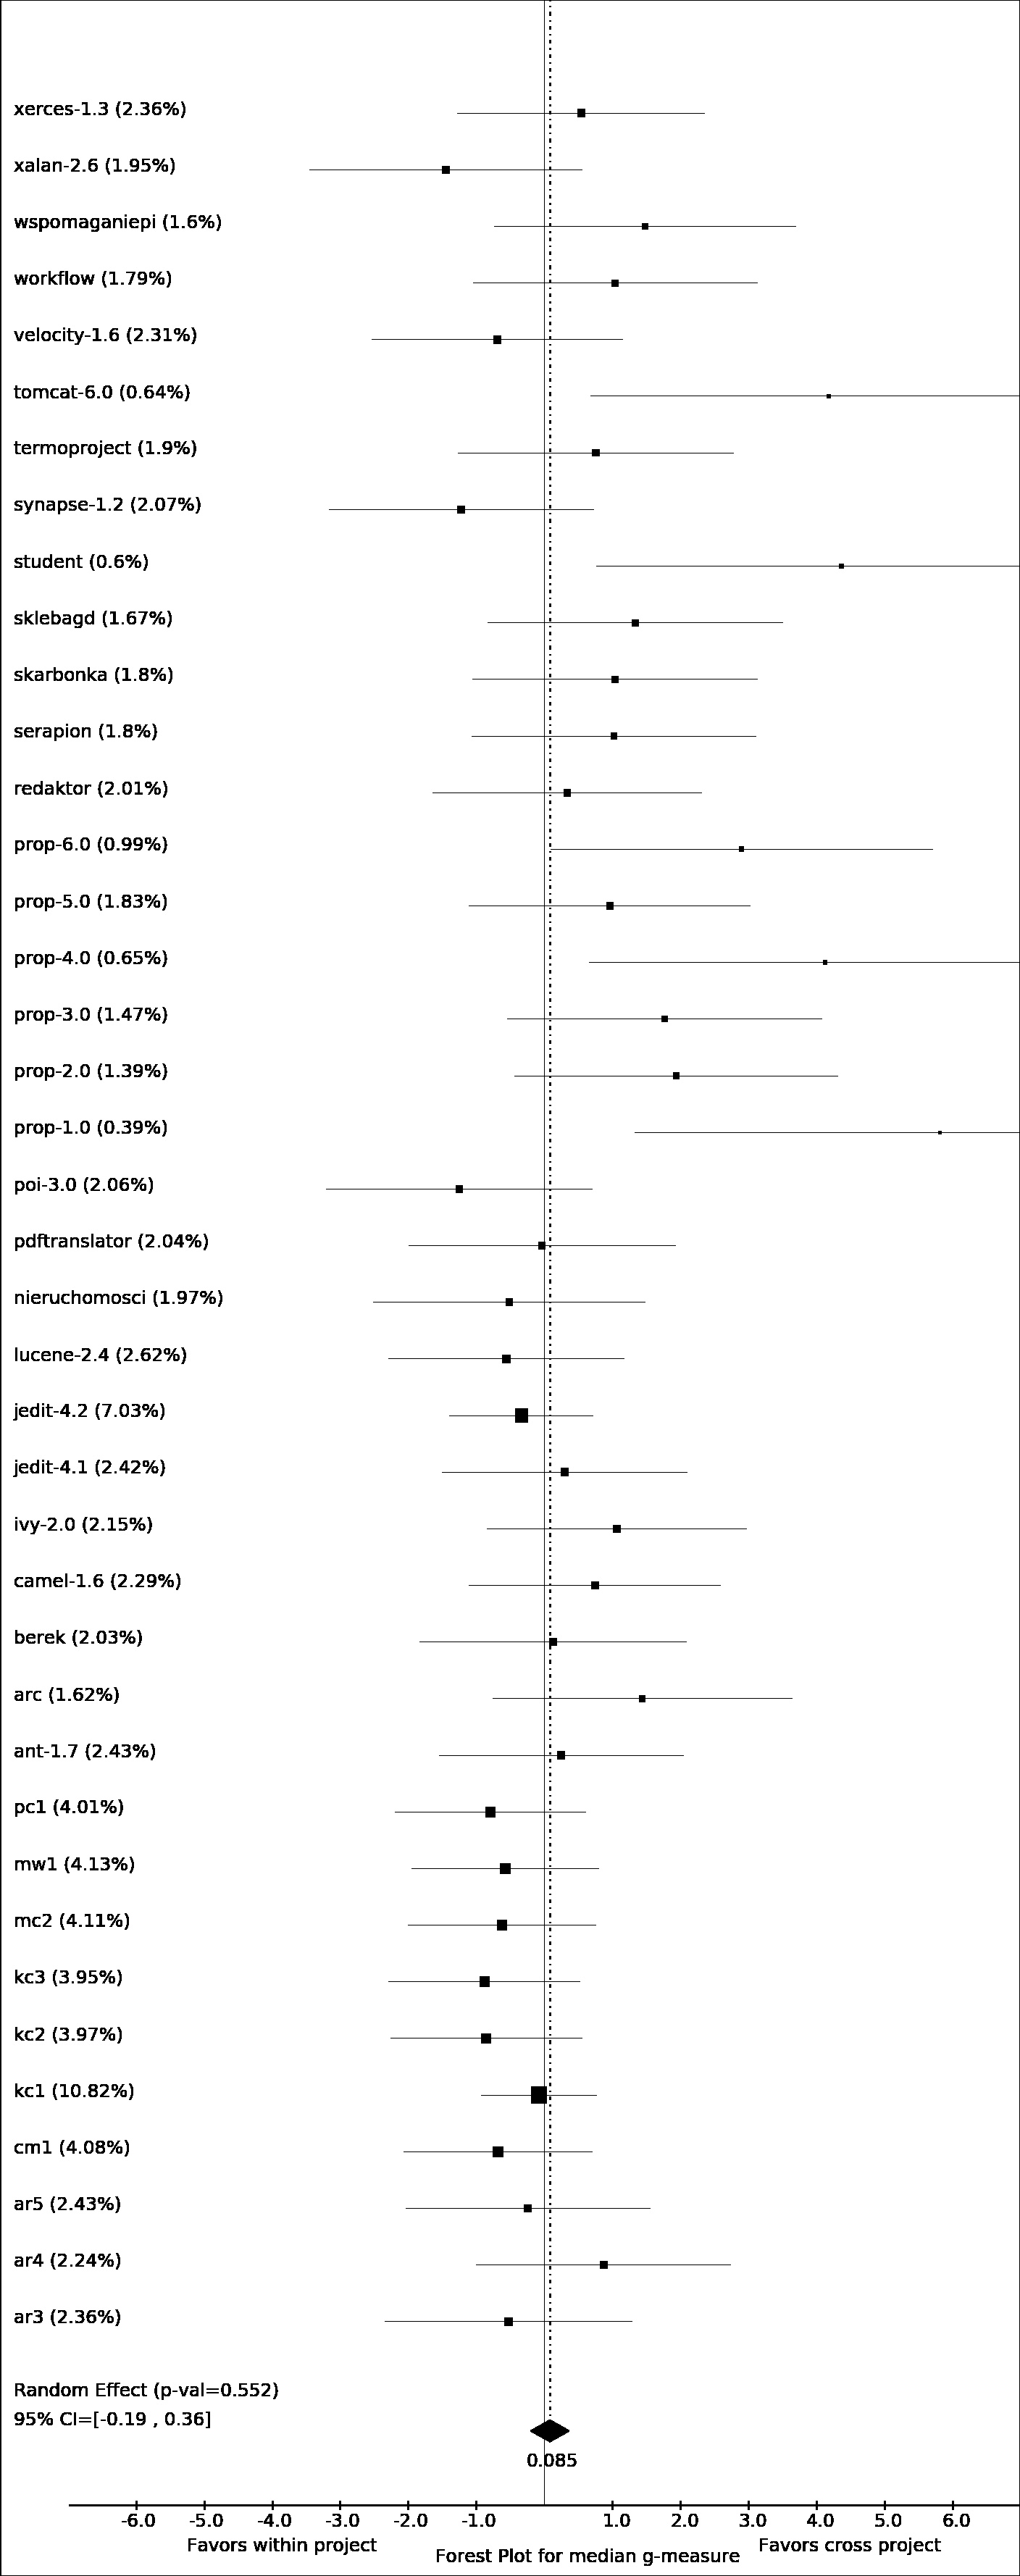 xerces-1.3 (2.36%)
xalan-2.6 (1.95%)
wspomaganiepi (1.6%)
workflow (1.79%)
velocity-1.6 (2.31%)
tomcat-6.0 (0.64%)
termoproject (1.9%)
synapse-1.2 (2.07%)
student (0.6%)
sklebagd (1.67%)
skarbonka (1.8%)
serapion (1.8%)
redaktor (2.01%)
prop-6.0 (0.99%)
prop-5.0 (1.83%)
prop-4.0 (0.65%)
prop-3.0 (1.47%)
prop-2.0 (1.39%)
prop-1.0 (0.39%)
poi-3.0 (2.06%)
pdftranslator (2.04%)
nieruchomosci (1.97%)
lucene-2.4 (2.62%)
jedit-4.2 (7.03%)
jedit-4.1 (2.42%)
ivy-2.0 (2.15%)
camel-1.6 (2.29%)
berek (2.03%)
arc (1.62%)
ant-1.7 (2.43%)
pc1 (4.01%)
mw1 (4.13%)
mc2 (4.11%)
kc3 (3.95%)
kc2 (3.97%)
kc1 (10.82%)
cm1 (4.08%)
ar5 (2.43%)
ar4 (2.24%)
ar3 (2.36%)
Random Effect (p-val=0.552)
95% CI=[-0.19 , 0.36]
0.085
-6.0 -5.0 -4.0 -3.0 -2.0 -1.0 1.0 2.0 3.0 4.0 5.0 6.0
Favors within project Favors cross project
Forest Plot for median g-measure